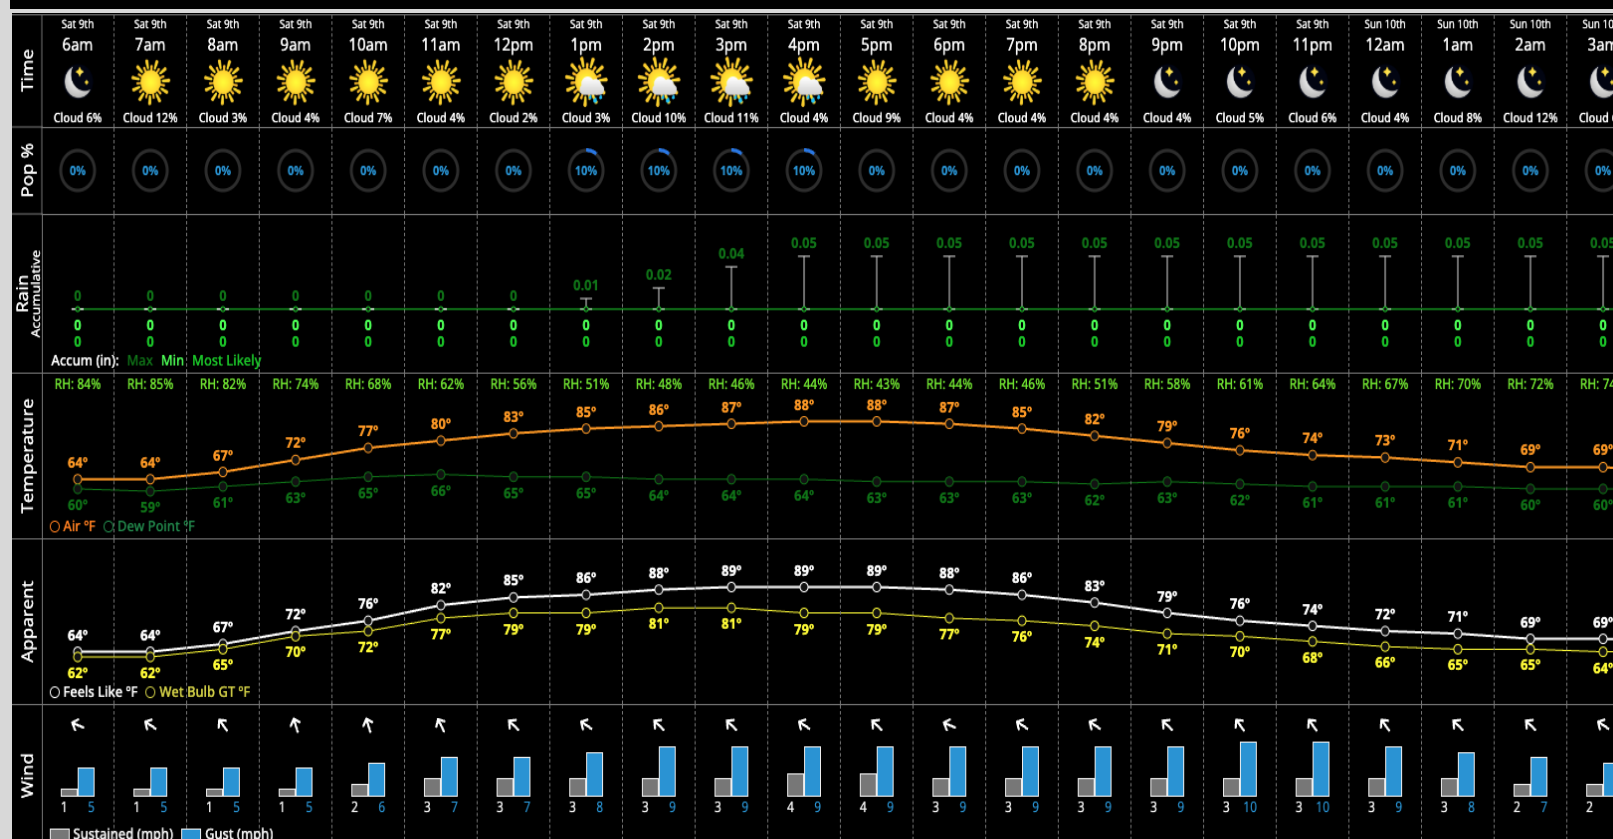 Sat 9th Sat 9th Sat 9th Sat 9th Sat 9th Sat 9th Sat 9th Sat 9th Sat 9th Sat 9th Sat 9th Sat 9th Sat 9th Sat 9th Sat 9th Sat 9th Sat 9th Sat 9th Sun 10th Sun 10th Sun 10th Sun 10
6am 7am 8am 9am 10am 11am 12pm 1pm 2pm 3pm 4pm 5pm 6pm 7pm 8pm 9pm 10pm 11pm 12am 1am 2am 3am
Time
Cloud 6% Cloud 12% Cloud 3% Cloud 4% Cloud 7% Cloud 4% Cloud 2% Cloud 3% Cloud 10% Cloud 11% Cloud 4% Cloud 9% Cloud 4% Cloud 4% Cloud 4% Cloud 4% Cloud 5% Cloud 6% Cloud 4% Cloud 8% Cloud 12% Cloud
Pop %
0% 0% 0% 0% 0% 0% 0% 10% 10% 10% 10% 0% 0% 0% 0% 0% 0% 0% 0% 0% 0% 0%
Rain
Accumulative
0 0 0 0 0 0 0 0.01 0.02 0.04 0.05 0.05 0.05 0.05 0.05 0.05 0.05 0.05 0.05 0.05 0.05 0.05
0 0 0 0 0 0 0 0 0 0 0 0 0 0 0 0 0 0 0 0 0 0
0 0 0 0 0 0 0 0 0 0 0 0 0 0 0 0 0 0 0 0 0 0
Accum (in): Max Min Most Likely
RH: 84% RH: 85% RH: 82% RH: 74% RH: 68% RH: 62% RH: 56% RH: 51% RH: 48% RH: 46% RH: 44% RH: 43% RH: 44% RH: 46% RH: 51% RH: 58% RH: 61% RH: 64% RH: 67% RH: 70% RH: 72% RH: 74
Temperature
64° 64° 67° 72° 77° 80° 83° 85° 86° 87° 88° 88° 87° 85° 82° 79° 76° 74° 73° 71° 69° 69°
60° 59° 61° 63° 65° 66° 65° 65° 64° 64° 64° 63° 63° 63° 62° 63° 62° 61° 61° 61° 60° 60°
Air °F Dew Point °F
Apparent
64° 64° 67° 72° 76° 82° 85° 86° 88° 89° 89° 89° 88° 86° 83° 79° 76° 74° 72° 71° 69° 69°
62° 62° 65° 70° 72° 77° 79° 79° 81° 81° 79° 79° 77° 76° 74° 71° 70° 68° 66° 65° 65° 64°
Feels Like °F Wet Bulb GT °F
Wind
1 5 1 5 1 5 1 5 2 6 3 7 3 7 3 8 3 9 3 9 4 9 4 9 3 9 3 9 3 9 3 9 3 10 3 10 3 9 3 8 2 7 2
Sustained (mph) Gust (mph)